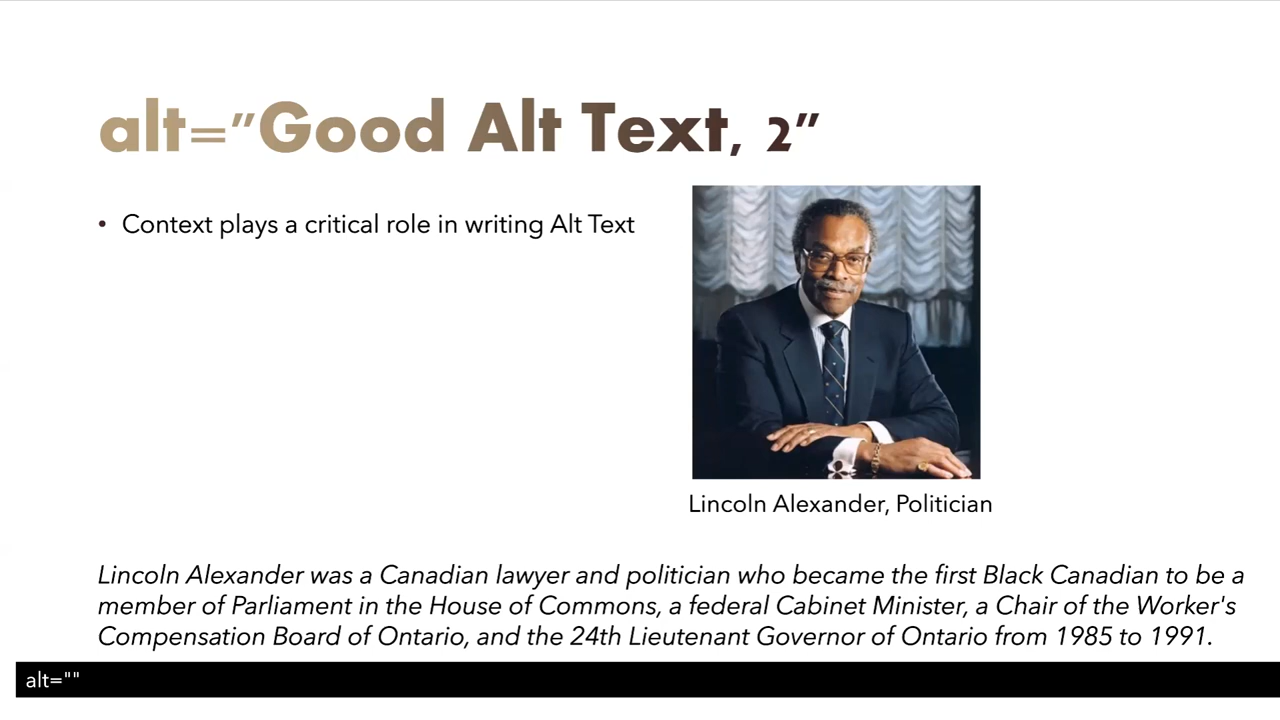 alt=”Good Alt Text, 2”
• Context plays a critical role in writing Alt Text
Lincoln Alexander, Politician
Lincoln Alexander was a Canadian lawyer and politician who became the first Black Canadian to be a
member of Parliament in the House of Commons, a federal Cabinet Minister, a Chair of the Worker's
Compensation Board of Ontario, and the 24th Lieutenant Governor of Ontario from 1985 to 1991.
alt=""